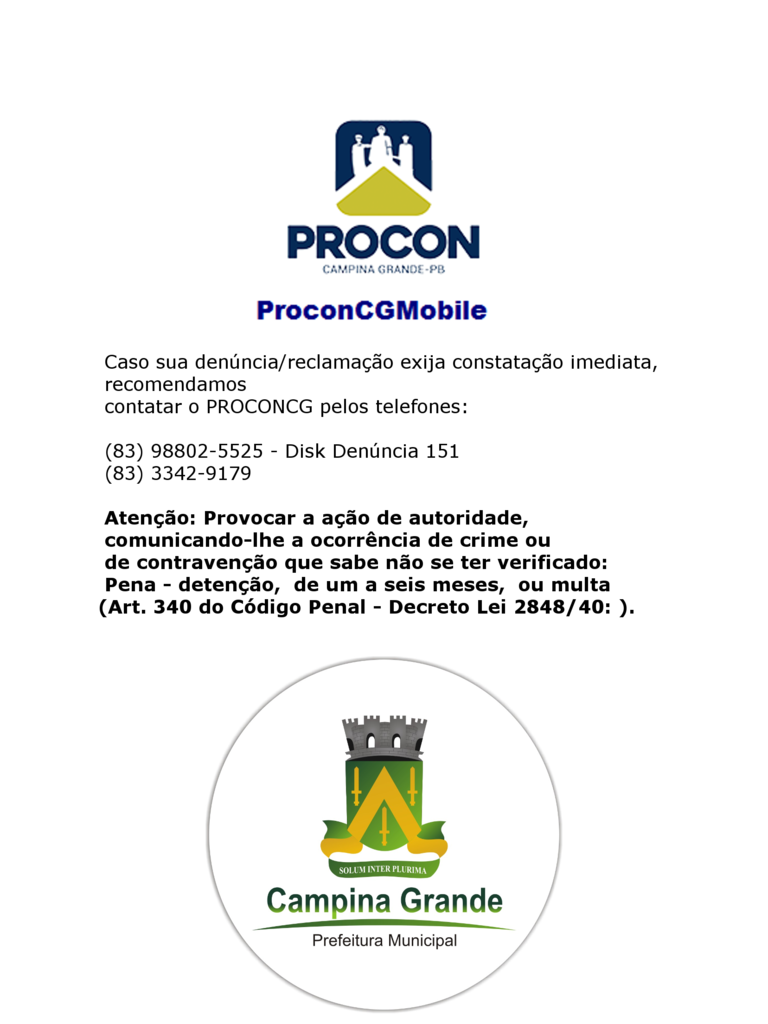 PROCON
CAMPINA GRANDE-PB
ProconCGMobile
Caso sua denúncia/reclamação exija constatação imediata,
recomendamos
contatar o PROCONCG pelos telefones:
(83) 98802-5525 - Disk Denúncia 151
(83) 3342-9179
Atenção: Provocar a ação de autoridade,
comunicando-lhe a ocorrência de crime ou
de contravenção que sabe não se ter verificado:
Pena - detenção,  de um a seis meses,  ou multa
(Art. 340 do Código Penal - Decreto Lei 2848/40: ).
SOLUM INTER PLURIMA
Campina Grande
Prefeitura Municipal